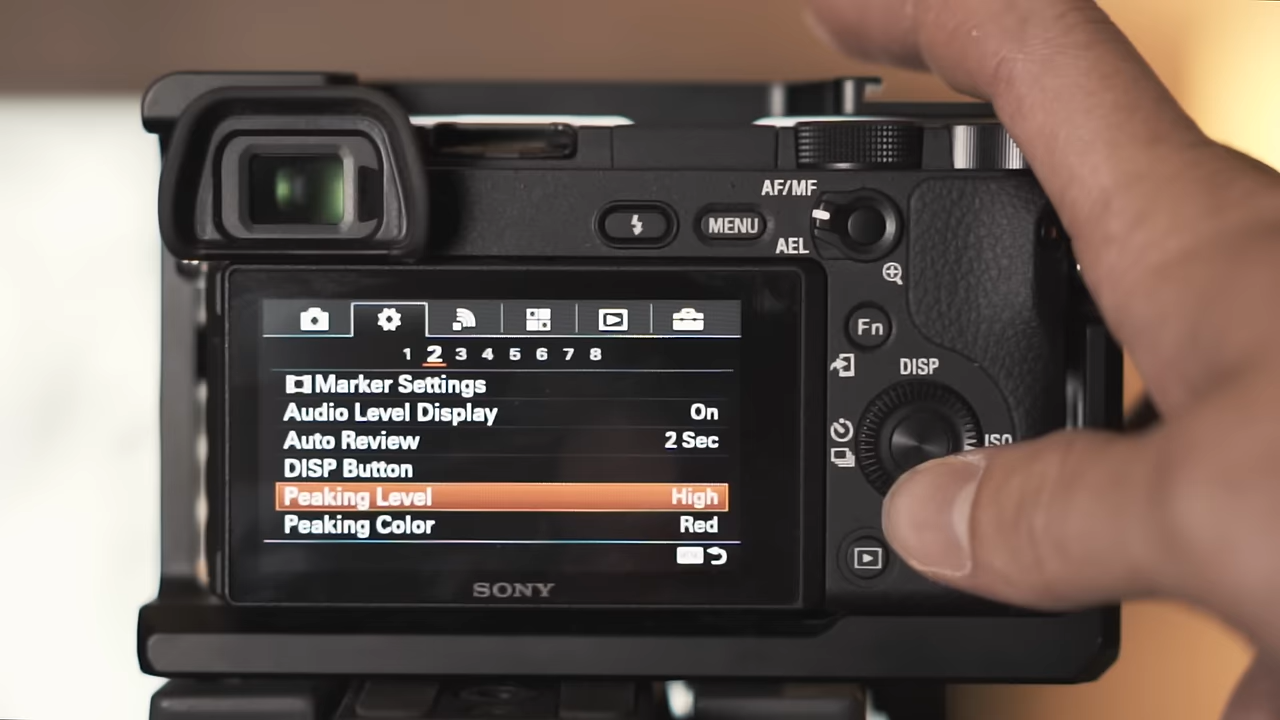 AF/MF
MENU
AEL
Fn
1 2 3 4 5 6 7 8
DISP
Marker Settings
Audio Level Display On
Auto Review 2 Sec
DISP Button
ISO
Peaking Level High
Peaking Color Red
SONY